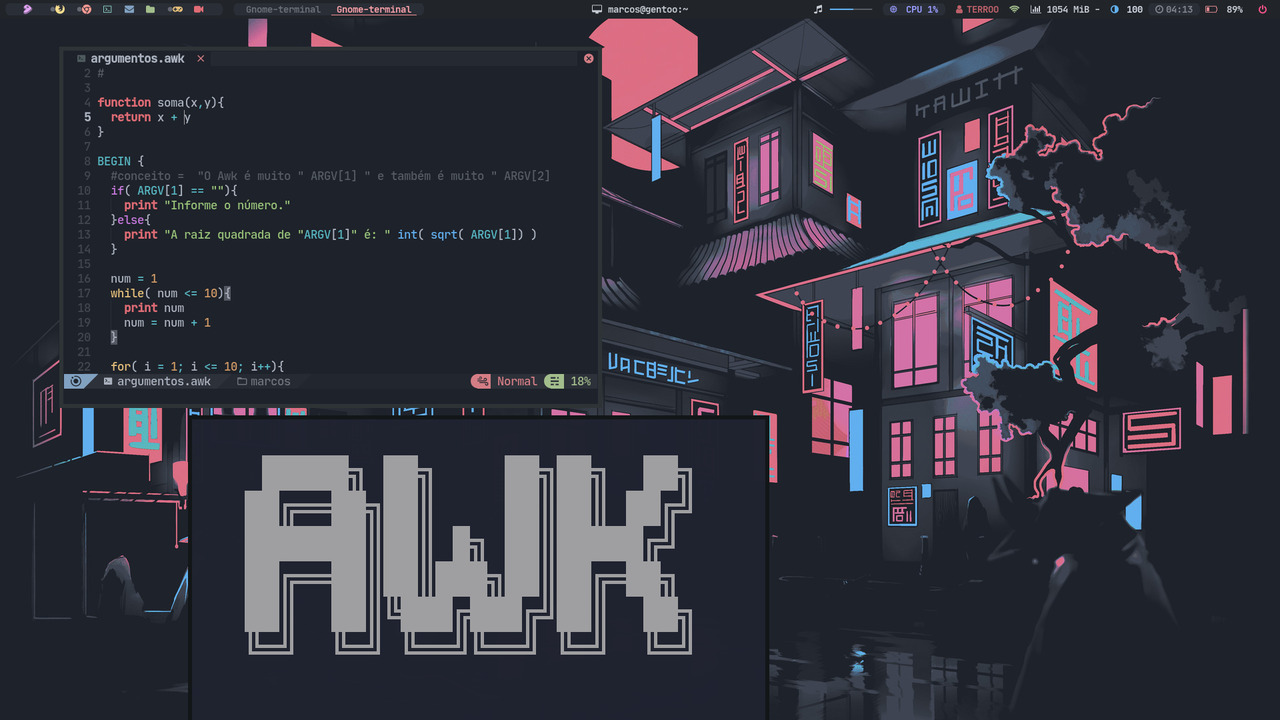 Gnome-terminal Gnome-terminal marcos@gentoo:~ CPU 1% TERROO 1054 MiB - 100 04:13 89%
argumentos.awk
2 #
3
4 function soma(x,y){
5 return x + y
6 }
7
8 BEGIN {
9 #conceito = "O Awk é muito " ARGV[1] " e também é muito " ARGV[2]
10 if( ARGV[1] == ""){
11 print "Informe o número."
12 }else{
13 print "A raiz quadrada de "ARGV[1]" é: " int( sqrt( ARGV[1]) )
14 }
15
16 num = 1
17 while( num <= 10){
18 print num
19 num = num + 1
20 }
21
22 for( i = 1; i <= 10; i++){
argumentos.awk marcos Normal 18%
AWK